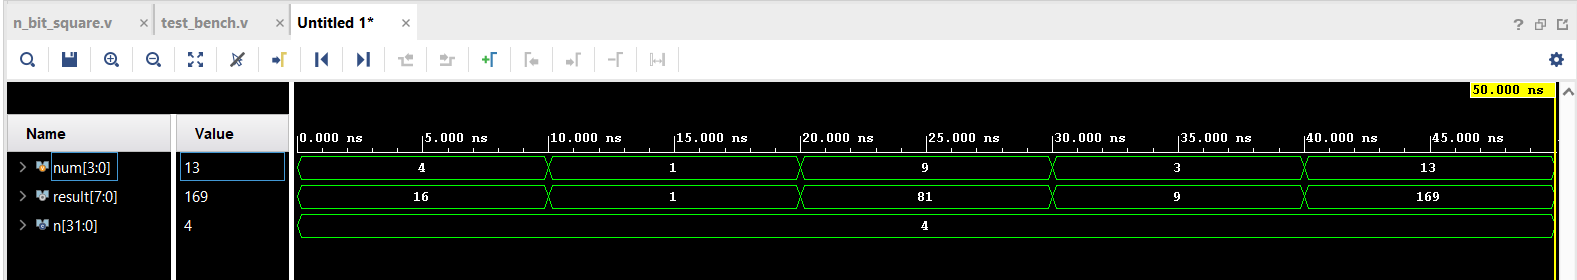 n_bit_square.v × test_bench.v × Untitled 1* ×
?
50.000 ns
Name Value
0.000 ns 5.000 ns 10.000 ns 15.000 ns 20.000 ns 25.000 ns 30.000 ns 35.000 ns 40.000 ns 45.000 ns
num[3:0] 13 4 1 9 3 13
result[7:0] 169 16 1 81 9 169
n[31:0] 4 4